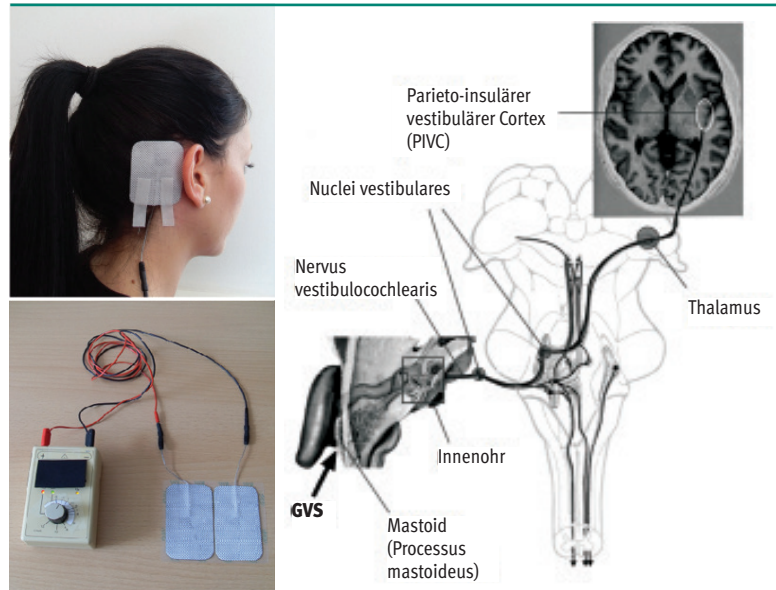 Parieto-insulärer
vestibulärer Cortex
(PIVC)
Nuclei vestibulares
Nervus
vestibulocochlearis
Thalamus
Innenohr
GVS
Mastoid
(Processus
mastoideus)